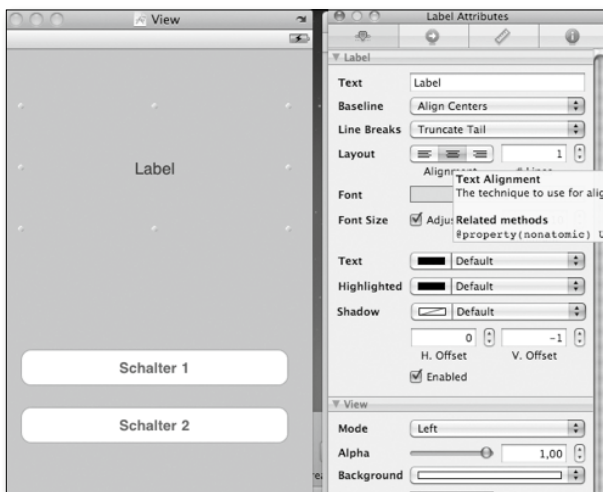 View
Label
Schalter 1
Schalter 2
Label Attributes
Label
Text Label
Baseline Align Centers
Line Breaks Truncate Tail
Layout 1
Text Alignment
Font The technique to use for alig
Font Size Adju Related methods
@property(nonatomic) U
Text Default
Highlighted Default
Shadow Default
0 -1
H. Offset V. Offset
Enabled
View
Mode Left
Alpha 1,00
Background